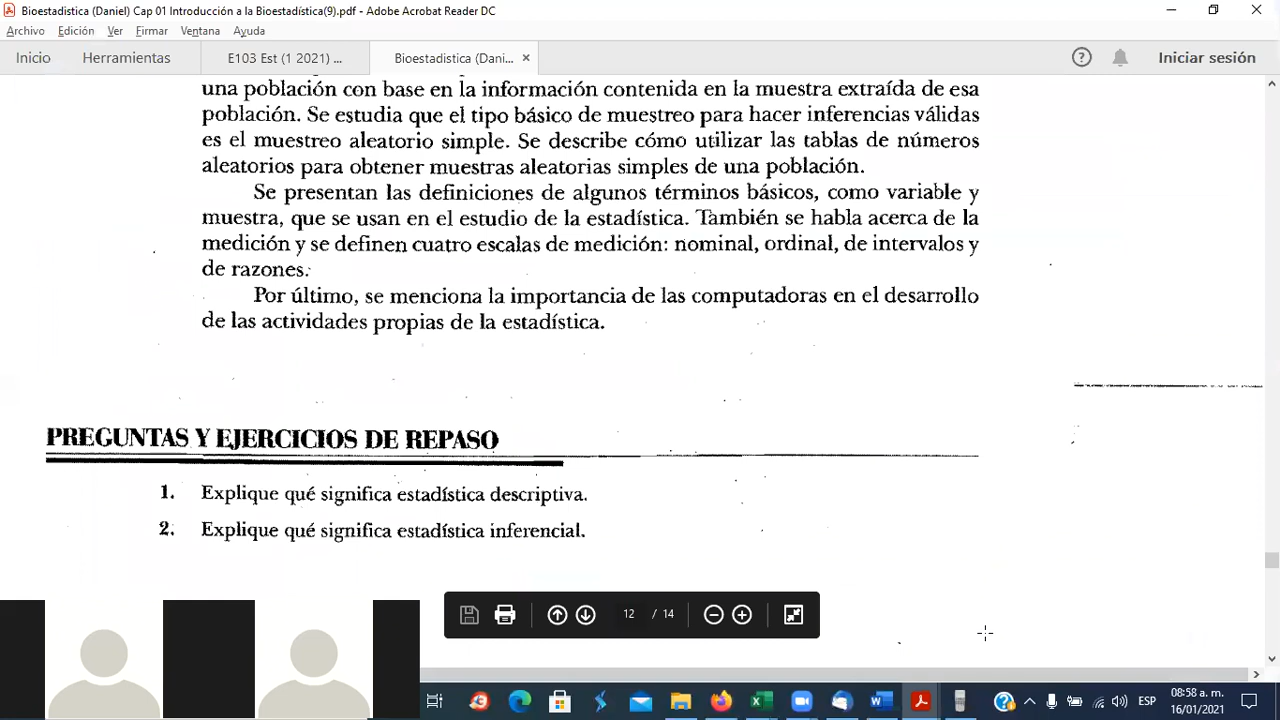 Bioestadistica (Daniel) Cap 01 Introducción a la Bioestadística(9).pdf - Adobe Acrobat Reader DC
Archivo Edición Ver Firmar Ventana Ayuda
Inicio Herramientas E103 Est (1 2021) ... Bioestadistica (Dani... × Iniciar sesión
una población con base en la información contenida en la muestra extraída de esa
población. Se estudia que el tipo básico de muestreo para hacer inferencias válidas
es el muestreo aleatorio simple. Se describe cómo utilizar las tablas de números
aleatorios para obtener muestras aleatorias simples de una población.
Se presentan las definiciones de algunos términos básicos, como variable y
muestra, que se usan en el estudio de la estadística. También se habla acerca de la
medición y se definen cuatro escalas de medición: nominal, ordinal, de intervalos y
de razones.
Por último, se menciona la importancia de las computadoras en el desarrollo
de las actividades propias de la estadística.
PREGUNTAS Y EJERCICIOS DE REPASO
1. Explique qué significa estadística descriptiva.
2. Explique qué significa estadística inferencial.
12 / 14
ESP
08:58 a. m.
16/01/2021